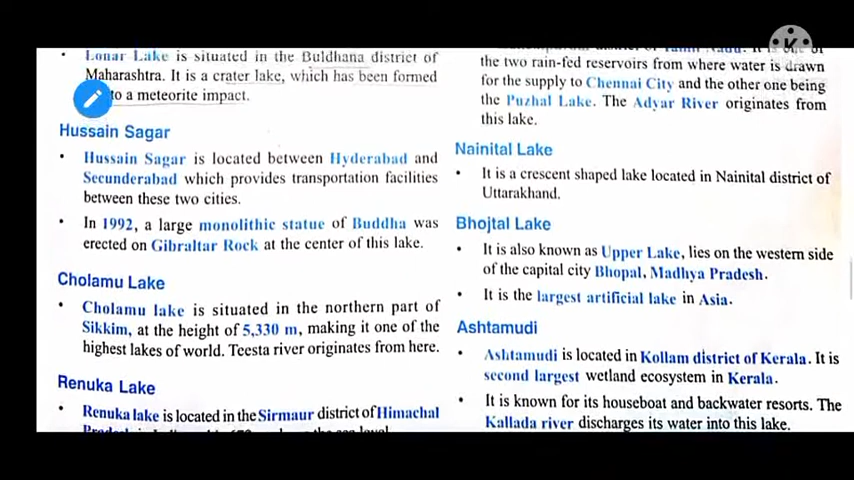 Lonar Lake is situated in the Buldhana district of
Maharashtra. It is a crater lake, which has been formed
to a meteorite impact.
Hussain Sagar
• Hussain Sagar is located between Hyderabad and
Secunderabad which provides transportation facilities
between these two cities.
• In 1992, a large monolithic statue of Buddha was
erected on Gibraltar Rock at the center of this lake.
Cholamu Lake
• Cholamu lake is situated in the northern part of
Sikkim, at the height of 5,330 m, making it one of the
highest lakes of world. Teesta river originates from here.
Renuka Lake
• Renuka lake is located in the Sirmaur district of Himachal
district of Tamil Nadu. It is one of
the two rain-fed reservoirs from where water is drawn
for the supply to Chennai City and the other one being
the Puzhal Lake. The Adyar River originates from
this lake.
Nainital Lake
• It is a crescent shaped lake located in Nainital district of
Uttarakhand.
Bhojtal Lake
• It is also known as Upper Lake, lies on the western side
of the capital city Bhopal, Madhya Pradesh.
• It is the largest artificial lake in Asia.
Ashtamudi
• Ashtamudi is located in Kollam district of Kerala. It is
second largest wetland ecosystem in Kerala.
• It is known for its houseboat and backwater resorts. The
Kallada river discharges its water into this lake.